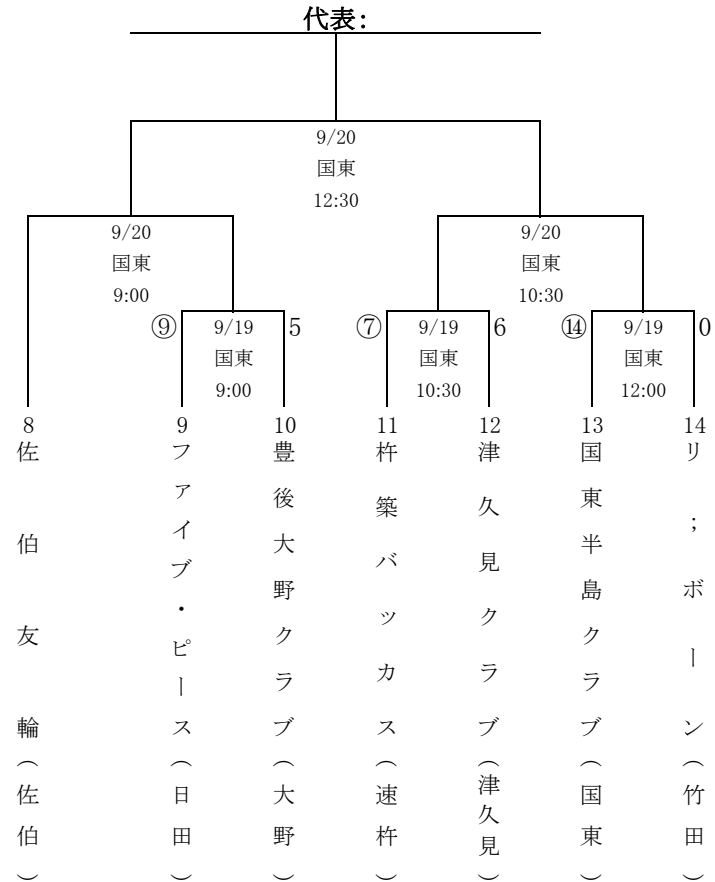 代表:
9/20
国東
12:30
9/20
国東
9:00
9/20
国東
10:30
⑨ 9/19 5
国東
9:00
⑦ 9/19 6
国東
10:30
⑭ 9/19 0
国東
12:00
8
佐伯友輪(佐伯)
9
ファイブ・ピース(日田)
10
豊後大野クラブ(大野)
11
杵築バッカス(速杵)
12
津久見クラブ(津久見)
13
国東半島クラブ(国東)
14
リ;ボーン(竹田)